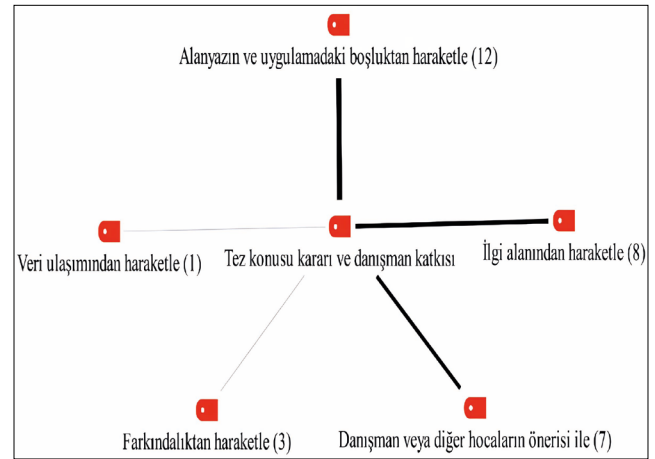 Alanyazın ve uygulamadaki boşluktan haraketle (12)
Veri ulaşımından haraketle (1)
Tez konusu kararı ve danışman katkısı
İlgi alanından haraketle (8)
Farkındalıktan haraketle (3)
Danışman veya diğer hocaların önerisi ile (7)